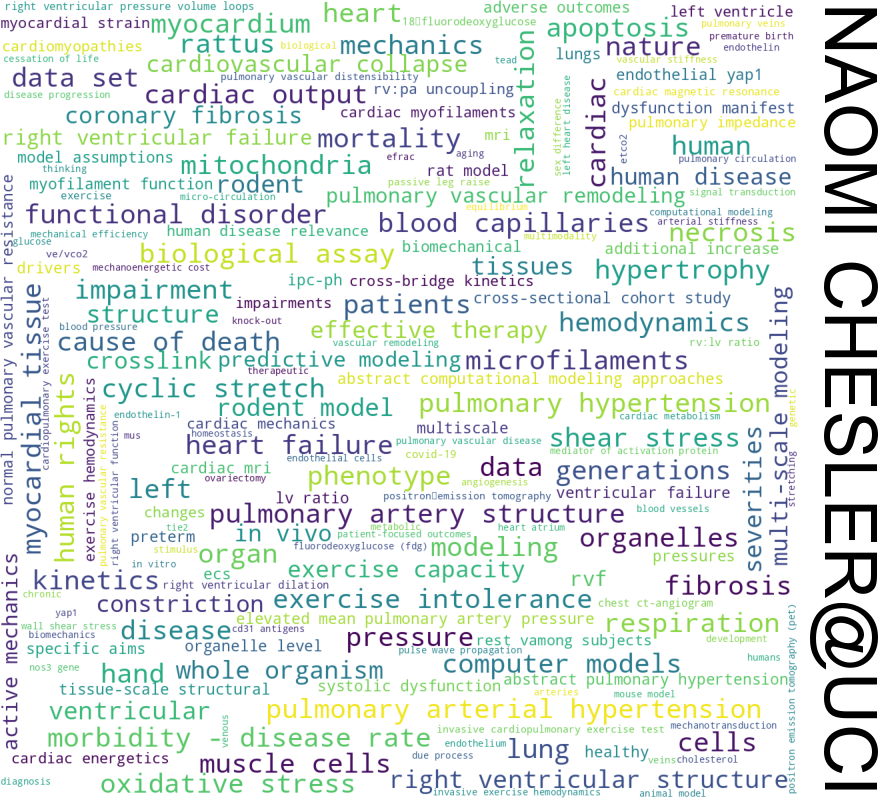 right ventricular pressure volume loops
heart
adverse outcomes
left ventricle
myocardial strain
myocardium
18▯fluorodeoxyglucose
apoptosis
pulmonary veins
cardiomyopathies
rattus
biological
mechanics
nature
premature birth
endothelin
cessation of life
cardiovascular collapse
tead
lungs
vascular stiffness
data set
pulmonary vascular distensibility
relaxation
endothelial yap1
disease progression
cardiac output
rv:pa uncoupling
left heart disease
sex difference
cardiac
cardiac magnetic resonance
coronary fibrosis
cardiac myofilaments
dysfunction manifest
pulmonary impedance
right ventricular failure
mortality
mri
etco2
human
model assumptions
mitochondria
efrac
aging
pulmonary circulation
thinking
rat model
human disease
myofilament function
rodent
passive leg raise
exercise
micro-circulation
pulmonary vascular remodeling
signal transduction
functional disorder
equilibrium
blood capillaries
computational modeling
arterial stiffness
mechanical efficiency
human disease relevance
multimodality
necrosis
glucose
ve/vco2
biological assay
biomechanical
additional increase
drivers
mechanoenergetic cost
tissues
hypertrophy
normal pulmonary vascular resistance
impairment
ipc-ph
cross-bridge kinetics
impairments
patients
cross-sectional cohort study
structure
knock-out
effective therapy
hemodynamics
blood pressure
cause of death
vascular remodeling
rv:lv ratio
myocardial tissue
cardiopulmonary exercise test
crosslink
predictive modeling
microfilaments
therapeutic
multi-scale modeling
human rights
exercise hemodynamics
cyclic stretch
abstract computational modeling approaches
genetic
pulmonary vascular resistance
right ventricular function
endothelin-1
rodent model
pulmonary hypertension
cardiac mechanics
cardiac metabolism
mus
homeostasis
heart failure
multiscale
pulmonary vascular disease
shear stress
endothelial cells
covid-19
mediator of activation protein
cardiac mri
ovariectomy
phenotype
data
generations
severities
stretching
left
angiogenesis
lv ratio
positron▯emission tomography
ventricular failure
changes
pulmonary artery structure
blood vessels
tie2
preterm
in vivo
metabolic
patient-focused outcomes
heart atrium
organelles
stimulus
organ
fluorodeoxyglucose (fdg)
modeling
pressures
in vitro
active mechanics
kinetics
ecs
exercise capacity
right ventricular dilation
rvf
fibrosis
chronic
constriction
exercise intolerance
chest ct-angiogram
yap1
wall shear stress
elevated mean pulmonary artery pressure
respiration
biomechanics
disease
cd31 antigens
pressure
rest vamong subjects
development
specific aims
organelle level
pulse wave propagation
humans
nos3 gene
hand
whole organism
computer models
positron emission tomography (pet)
tissue-scale structural
systolic dysfunction
abstract pulmonary hypertension
arteries
mouse model
ventricular
pulmonary arterial hypertension
venous
morbidity - disease rate
invasive cardiopulmonary exercise test
mechanotransduction
endothelium
lung
healthy
cells
cardiac energetics
muscle cells
due process
veins
cholesterol
diagnosis
oxidative stress
right ventricular structure
invasive exercise hemodynamics
animal model
NAOMI CHESLER@UCI